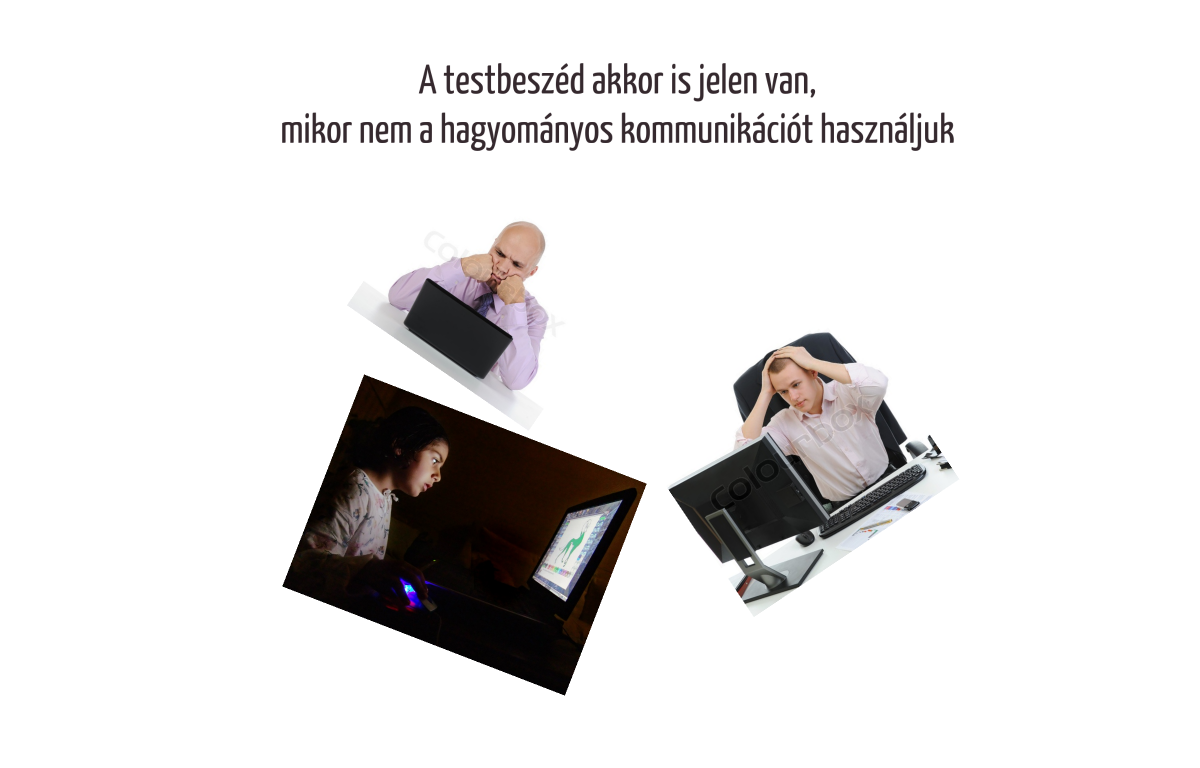 A testbeszéd akkor is jelen van,
mikor nem a hagyományos kommunikációt használjuk